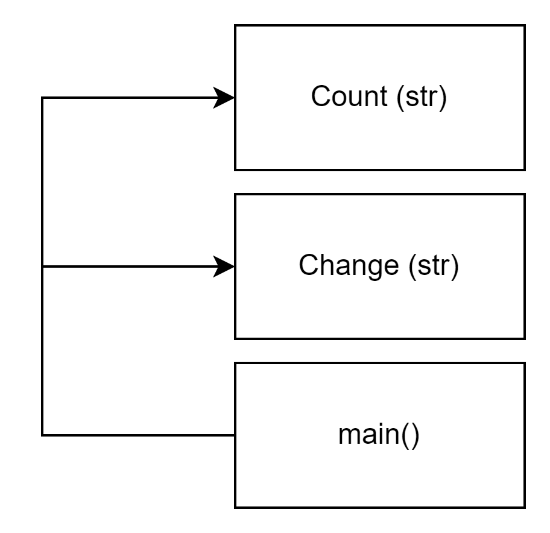 Count (str)
Change (str)
main()